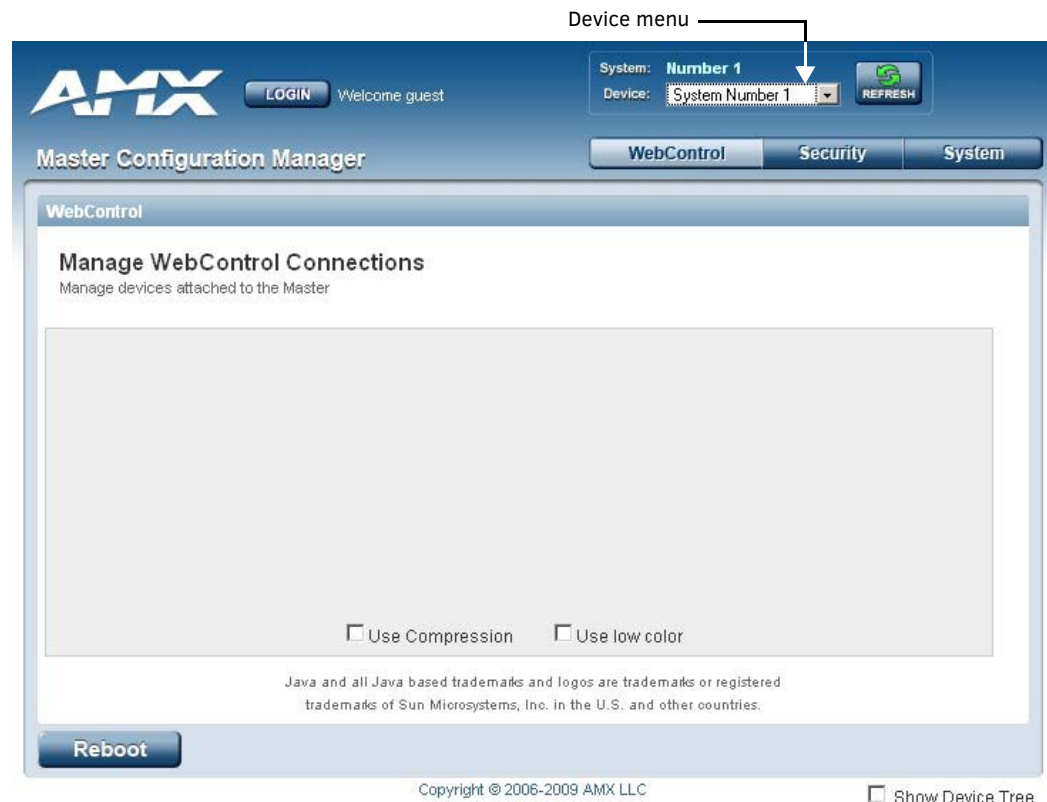 Device menu
AMX
LOGIN Welcome guest
System: Number 1
Device: System Number 1
REFRESH
Master Configuration Manager
WebControl Security System
WebControl
Manage WebControl Connections
Manage devices attached to the Master
Use Compression Use low color
Java and all Java based trademarks and logos are trademarks or registered
trademarks of Sun Microsystems, Inc. in the U.S. and other countries.
Reboot
Copyright © 2006-2009 AMX LLC
Show Device Tree